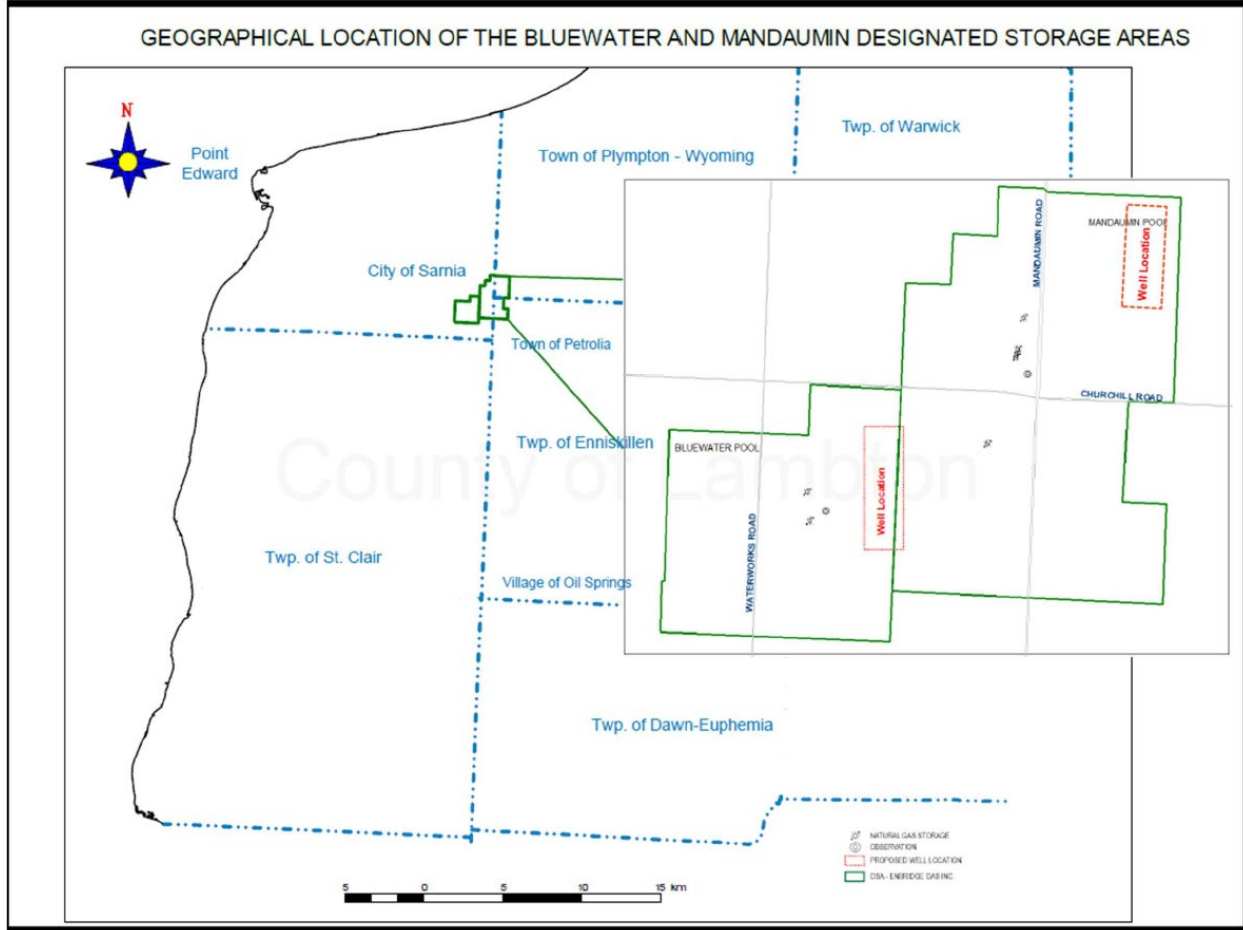 GEOGRAPHICAL LOCATION OF THE BLUEWATER AND MANDAUMIN DESIGNATED STORAGE AREAS
N
Point
Edward
Twp. of Warwick
Town of Plympton - Wyoming
City of Sarnia
MANDAUMIN ROAD
MANDAUMIN POOL
Well Location
Town of Petrolia
CHURCHILL ROAD
Twp. of Enniskillen
BLUEWATER POOL
County of Lambton
Well Location
WATERWORKS ROAD
Twp. of St. Clair
Village of Oil Springs
Twp. of Dawn-Euphemia
NATURAL GAS STORAGE
OBSERVATION
PROPOSED WELL LOCATION
DSA - ENBRIDGE GAS INC.
5 0 5 10 15 km